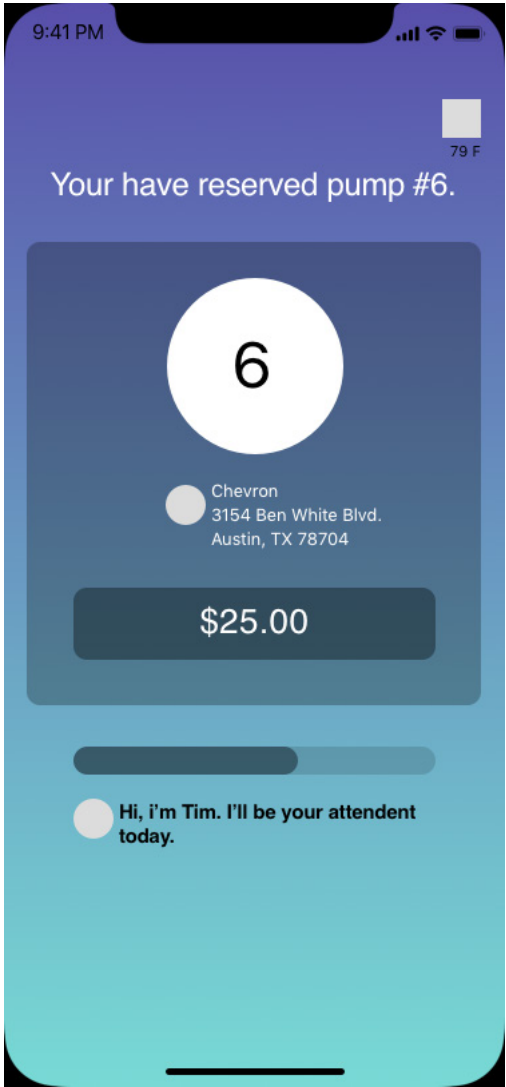 9:41 PM
79 F
Your have reserved pump #6.
6
Chevron
3154 Ben White Blvd.
Austin, TX 78704
$25.00
Hi, i’m Tim. I’ll be your attendent
today.